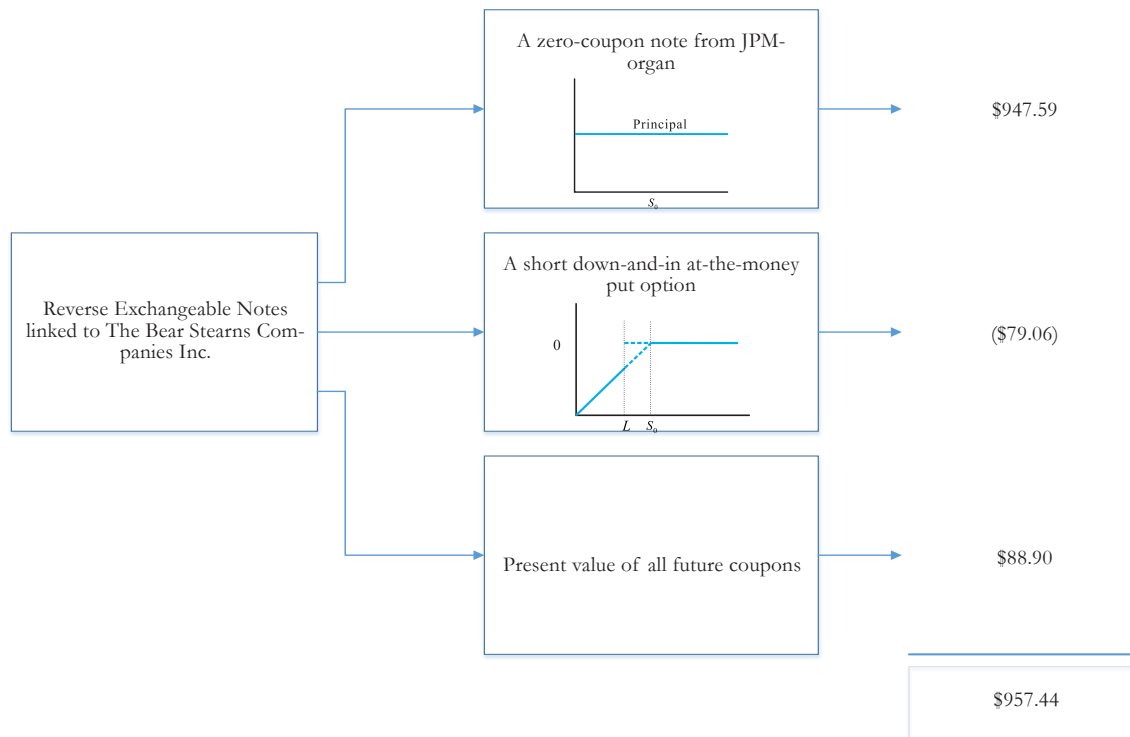 A zero-coupon note from JPM-
organ
Principal
S₀
$947.59
Reverse Exchangeable Notes
linked to The Bear Stearns Com-
panies Inc.
A short down-and-in at-the-money
put option
0
L S₀
($79.06)
Present value of all future coupons
$88.90
$957.44